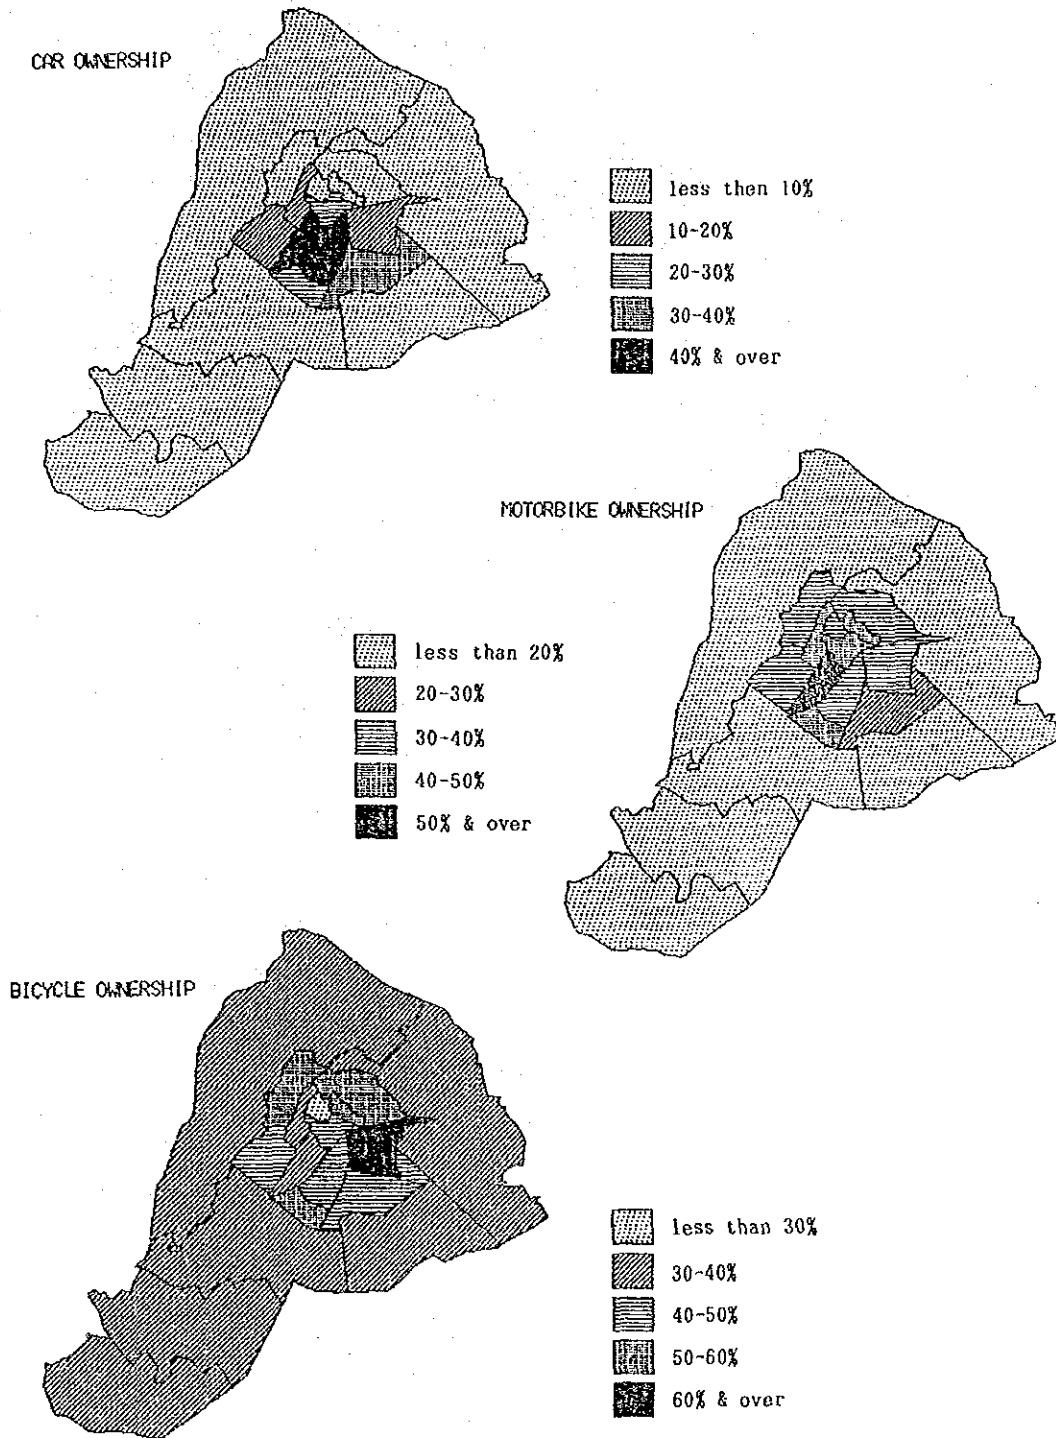 CAR OWNERSHIP
less then 10%
10-20%
20-30%
30-40%
40% & over
MOTORBIKE OWNERSHIP
less than 20%
20-30%
30-40%
40-50%
50% & over
BICYCLE OWNERSHIP
less than 30%
30-40%
40-50%
50-60%
60% & over